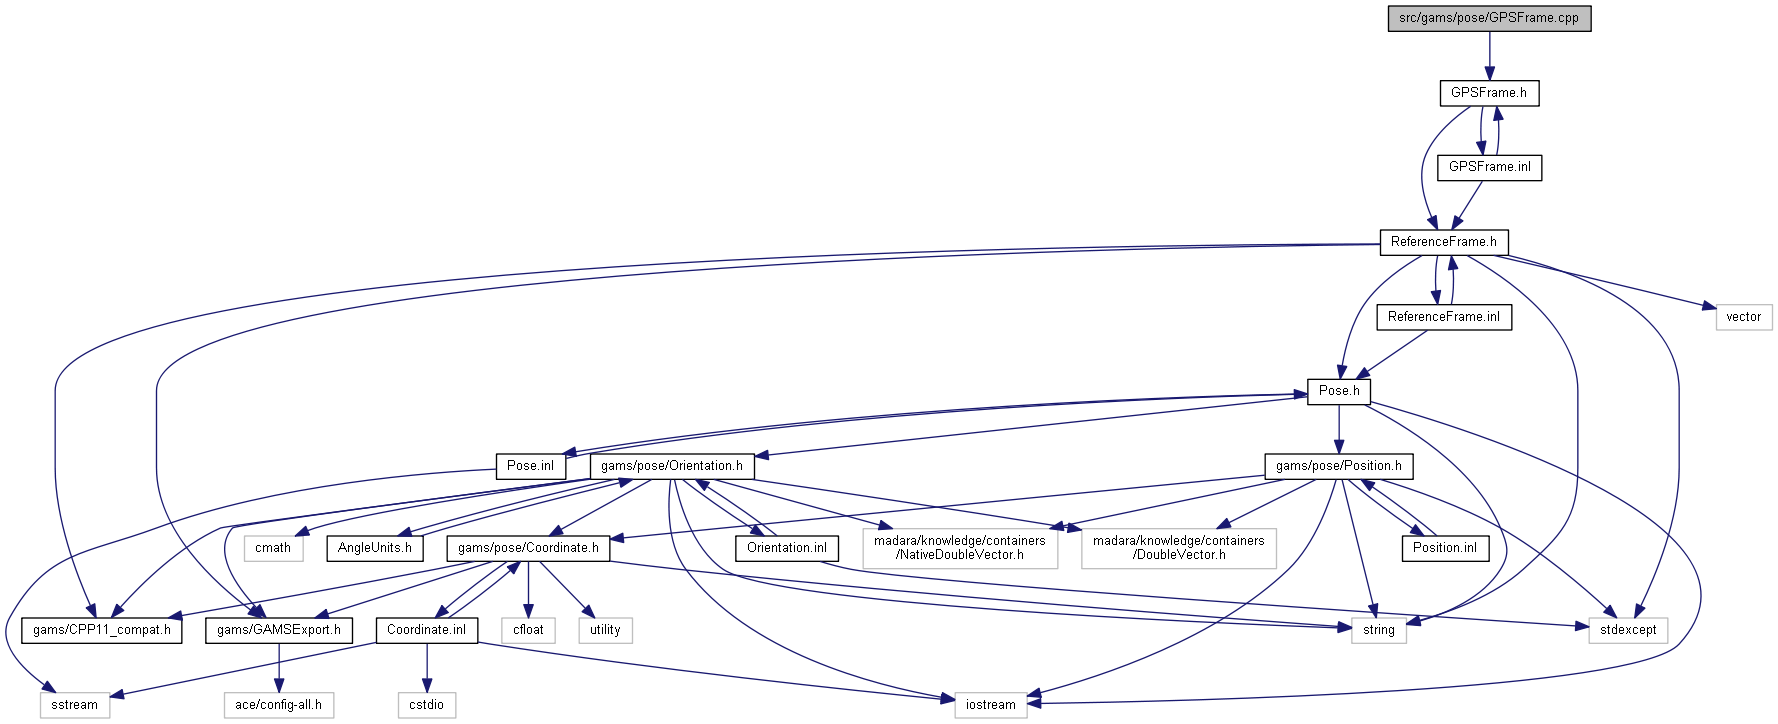 src/gams/pose/GPSFrame.cpp
GPSFrame.h
GPSFrame.inl
ReferenceFrame.h
ReferenceFrame.inl
vector
Pose.h
Pose.inl
gams/pose/Orientation.h
gams/pose/Position.h
cmath
AngleUnits.h
gams/pose/Coordinate.h
Orientation.inl
madara/knowledge/containers
/NativeDoubleVector.h
madara/knowledge/containers
/DoubleVector.h
Position.inl
gams/CPP11_compat.h
gams/GAMSExport.h
Coordinate.inl
cfloat
utility
string
stdexcept
sstream
ace/config-all.h
cstdio
iostream